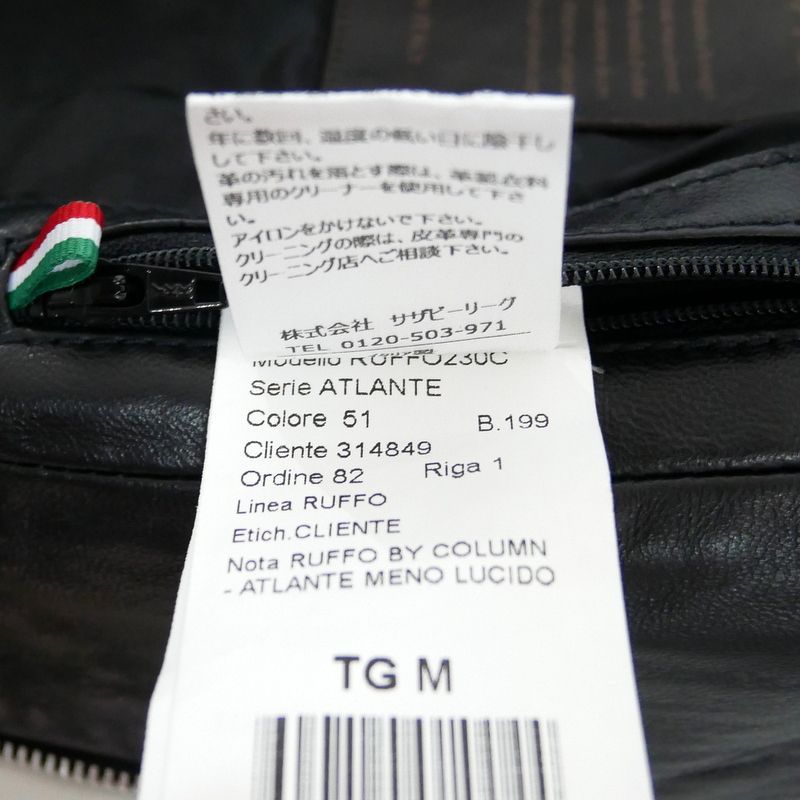 さい。
年に数回、湿度の低い日に陰干し
して下さい。
革の汚れを落とす際は、革製衣料
専用のクリーナーを使用して下さ
い。
アイロンをかけないで下さい。
クリーニングの際は、皮革専門の
クリーニング店へご相談下さい。
株式会社 サザビーリーグ
TEL 0120-503-971
Modello RUFFO230C
Serie ATLANTE
Colore 51 B.199
Cliente 314849
Ordine 82 Riga 1
Linea RUFFO
Etich.CLIENTE
Nota RUFFO BY COLUMN
- ATLANTE MENO LUCIDO
TG M